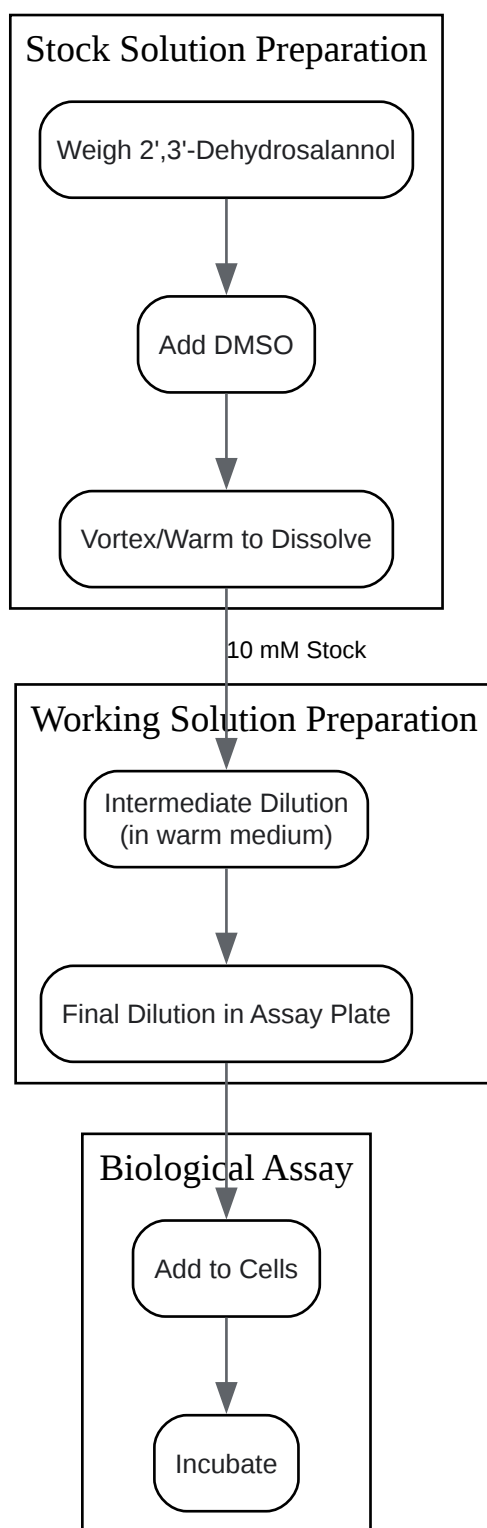 Stock Solution Preparation
Weigh 2',3'-Dehydrosalannol
Add DMSO
Vortex/Warm to Dissolve
10 mM Stock
Working Solution Preparation
Intermediate Dilution
(in warm medium)
Final Dilution in Assay Plate
Biological Assay
Add to Cells
Incubate